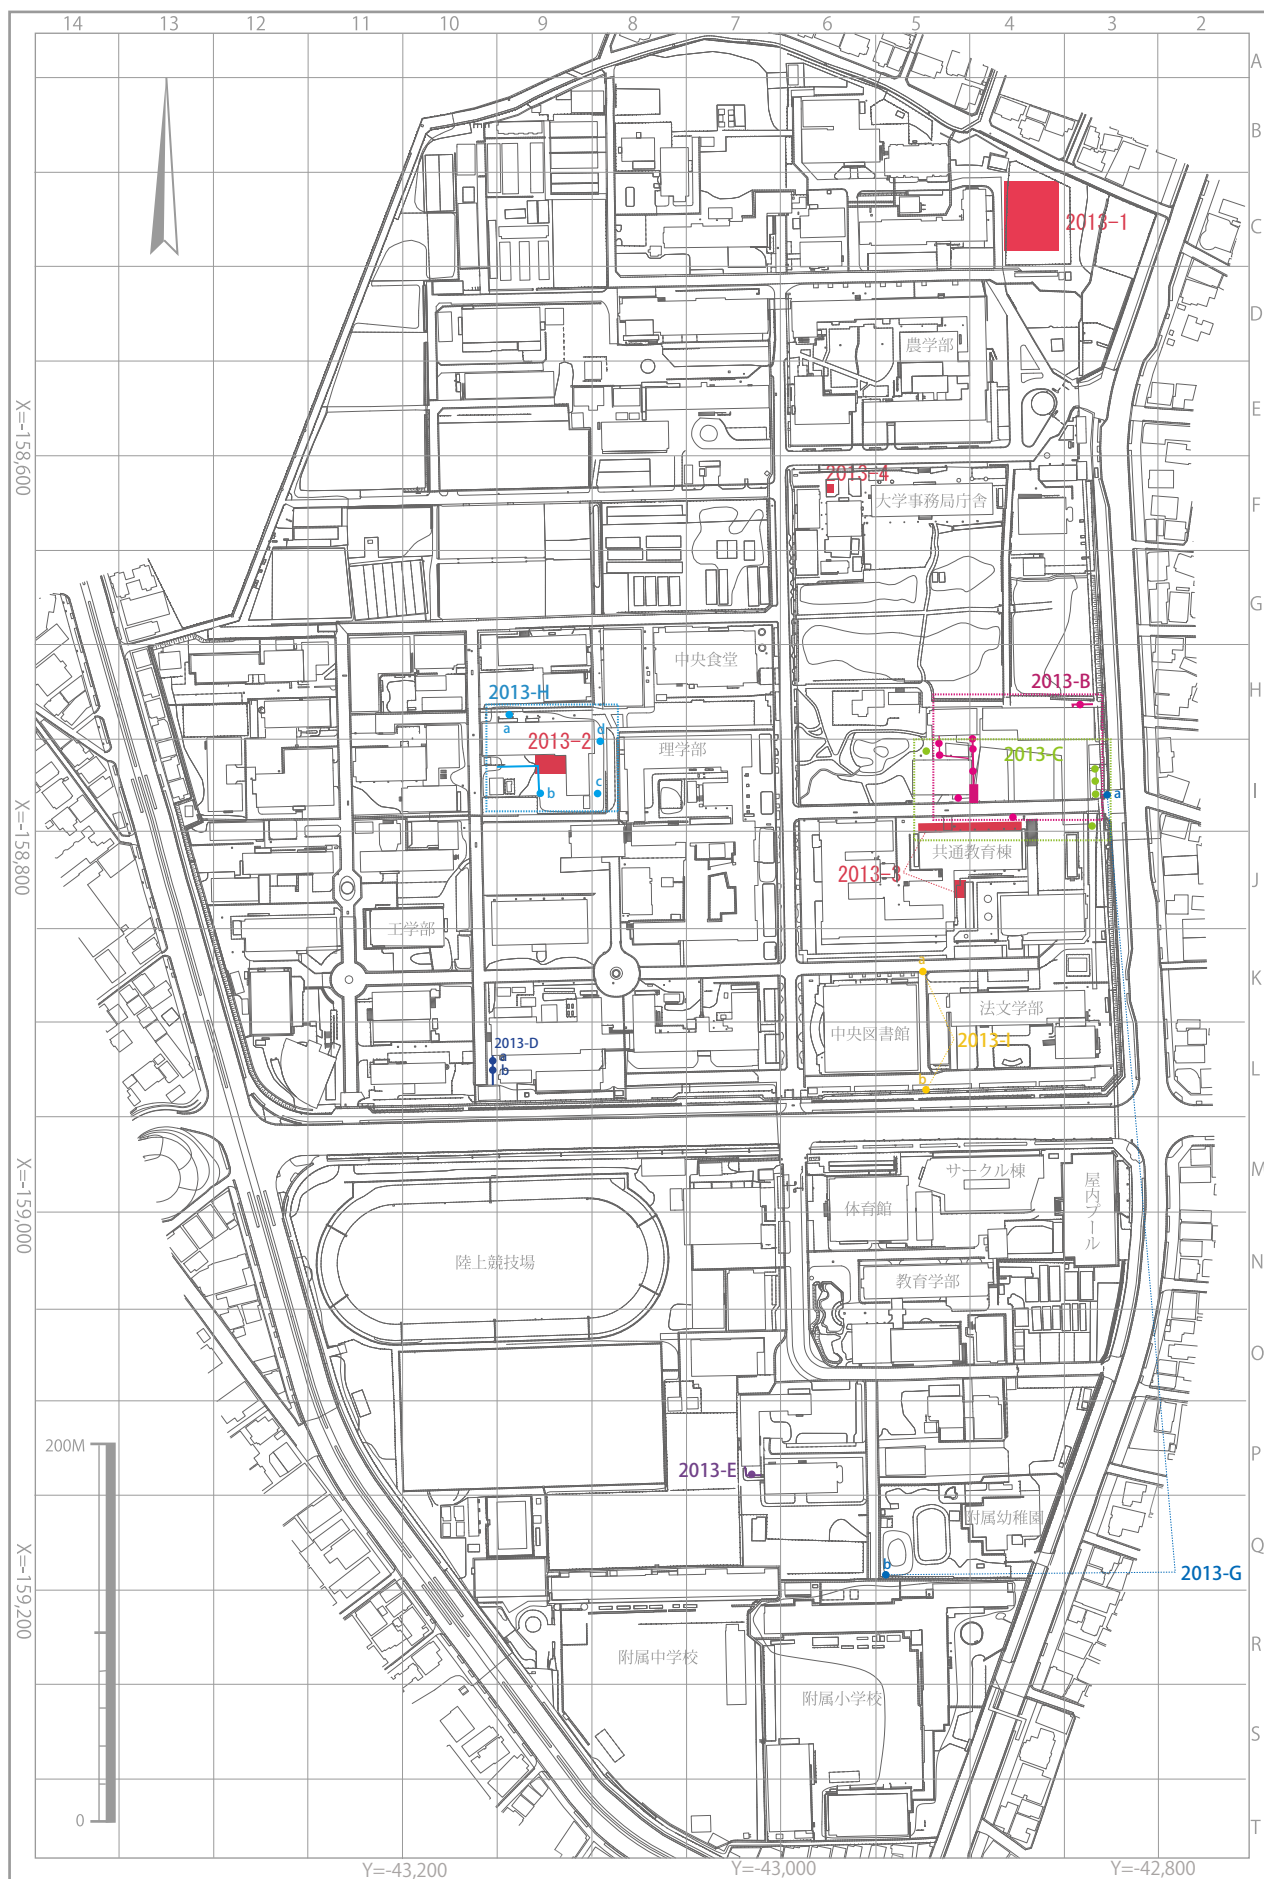 14 13 12 11 10 9 8 7 6 5 4 3 2
A
B
2013-1
C
D
農学部
E
X=-158,600
2013-4
大学事務局庁舎
F
G
中央食堂
2013-B
H
2013-H
a
d
2013-2
理学部
2013-C
b
c
a
I
X=-158,800
共通教育棟
2013-3
J
工学部
a
K
法文学部
中央図書館
2013-I
2013-D
a
b
b
L
X=-159,000
サークル棟
M
体育館
屋内プール
陸上競技場
教育学部
N
O
200M
2013-E
P
附属幼稚園
Q
b
2013-G
X=-159,200
附属中学校
R
附属小学校
S
0
T
Y=-43,200 Y=-43,000 Y=-42,800